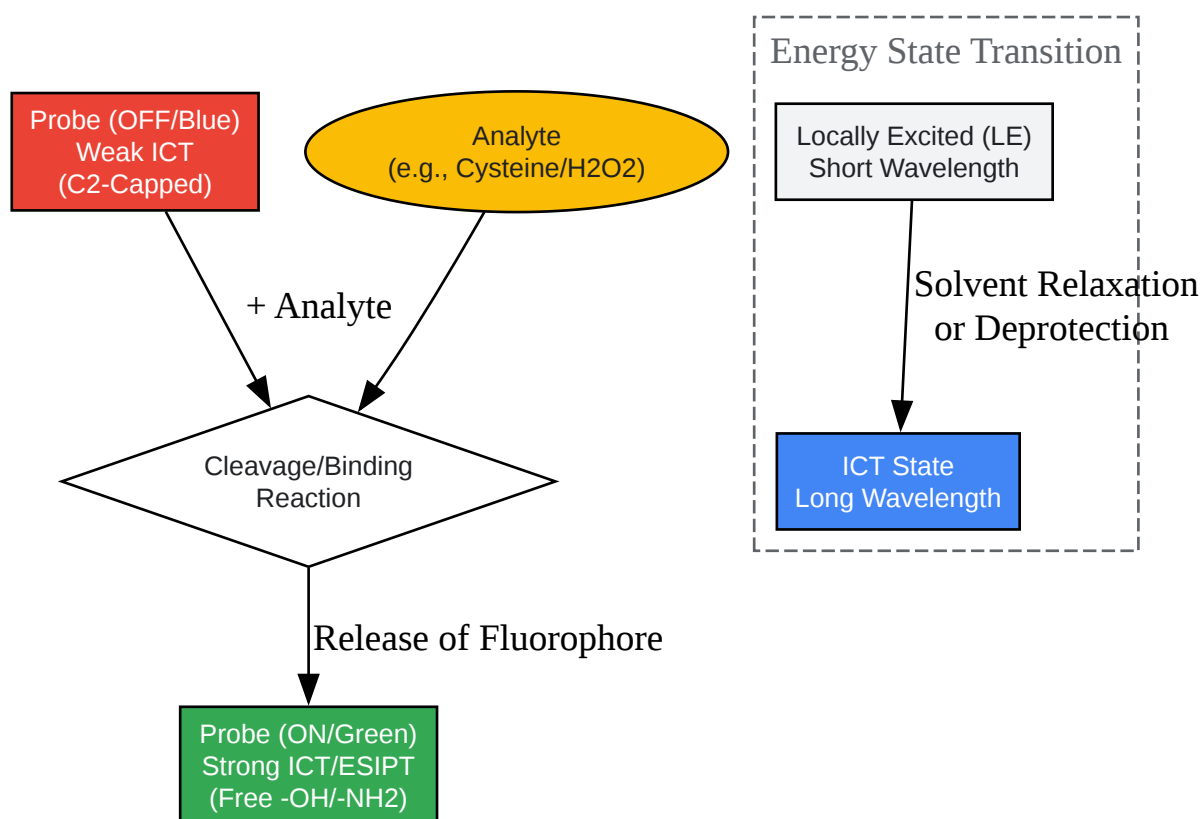 Probe (OFF/Blue)
Weak ICT
(C2-Capped)
Analyte
(e.g., Cysteine/H2O2)
+ Analyte
Cleavage/Binding
Reaction
Release of Fluorophore
Probe (ON/Green)
Strong ICT/ESIPT
(Free -OH/-NH2)
Energy State Transition
Locally Excited (LE)
Short Wavelength
Solvent Relaxation
or Deprotection
ICT State
Long Wavelength